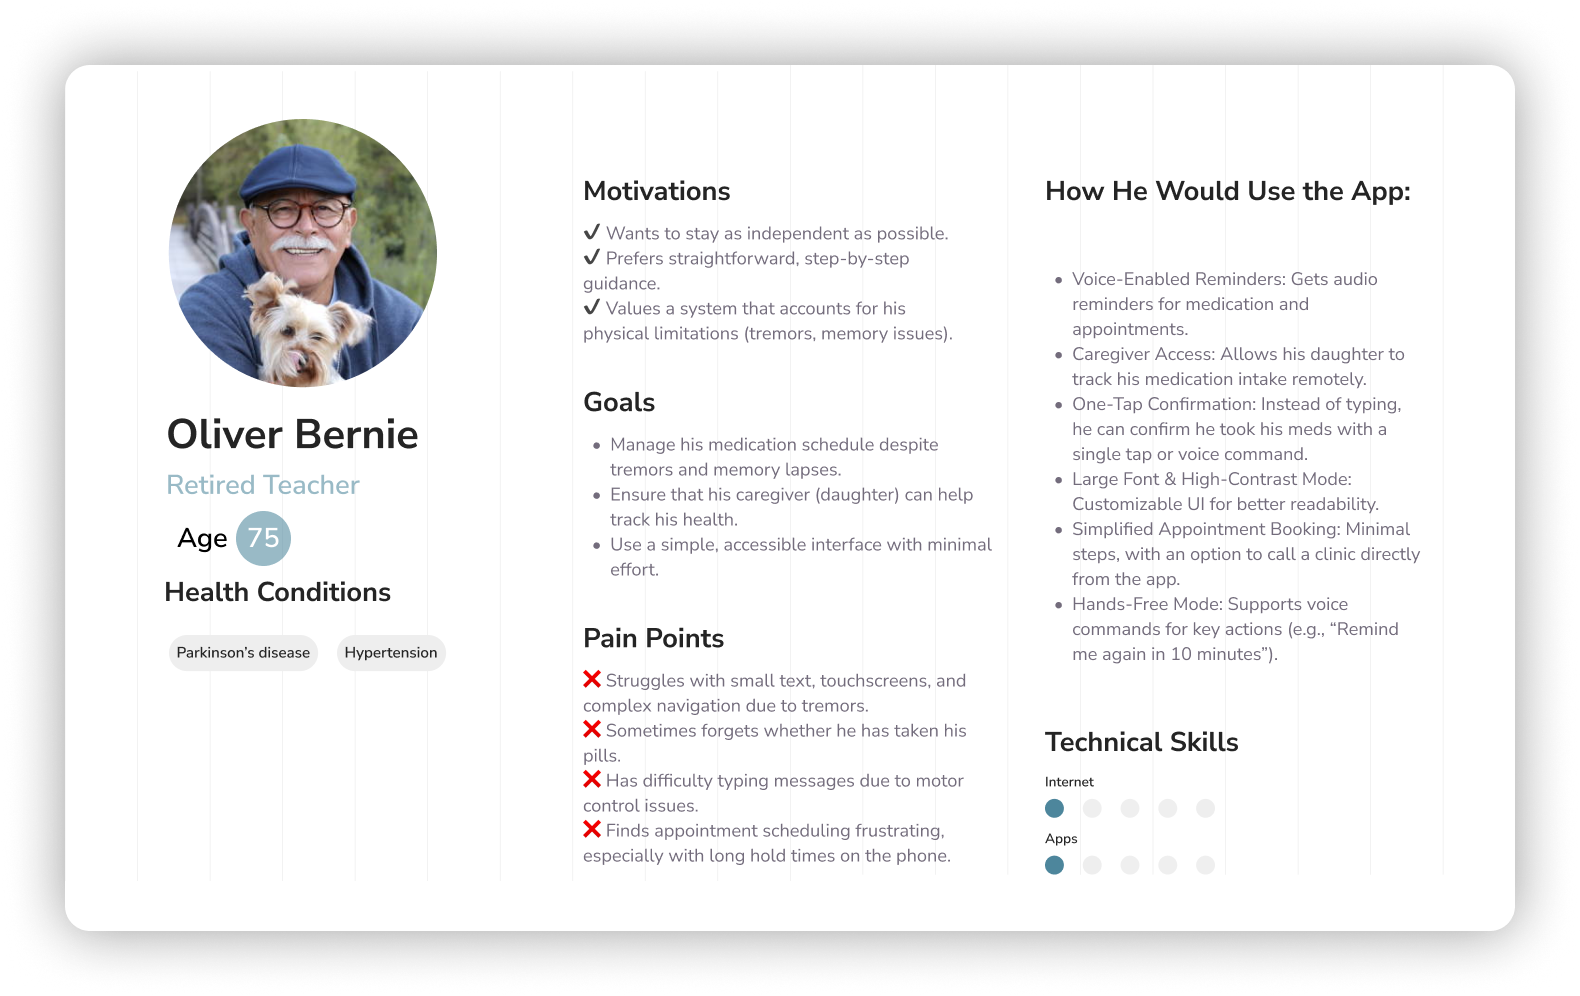 Oliver Bernie
Retired Teacher
Age 75
Health Conditions
Parkinson's disease
Hypertension
Motivations
✔ Wants to stay as independent as possible.
✔ Prefers straightforward, step-by-step
guidance.
✔ Values a system that accounts for his
physical limitations (tremors, memory issues).
Goals
• Manage his medication schedule despite
tremors and memory lapses.
• Ensure that his caregiver (daughter) can help
track his health.
• Use a simple, accessible interface with minimal
effort.
Pain Points
❌ Struggles with small text, touchscreens, and
complex navigation due to tremors.
❌ Sometimes forgets whether he has taken his
pills.
❌ Has difficulty typing messages due to motor
control issues.
❌ Finds appointment scheduling frustrating,
especially with long hold times on the phone.
How He Would Use the App:
• Voice-Enabled Reminders: Gets audio
reminders for medication and
appointments.
• Caregiver Access: Allows his daughter to
track his medication intake remotely.
• One-Tap Confirmation: Instead of typing,
he can confirm he took his meds with a
single tap or voice command.
• Large Font & High-Contrast Mode:
Customizable UI for better readability.
• Simplified Appointment Booking: Minimal
steps, with an option to call a clinic directly
from the app.
• Hands-Free Mode: Supports voice
commands for key actions (e.g., “Remind
me again in 10 minutes”).
Technical Skills
Internet
Apps